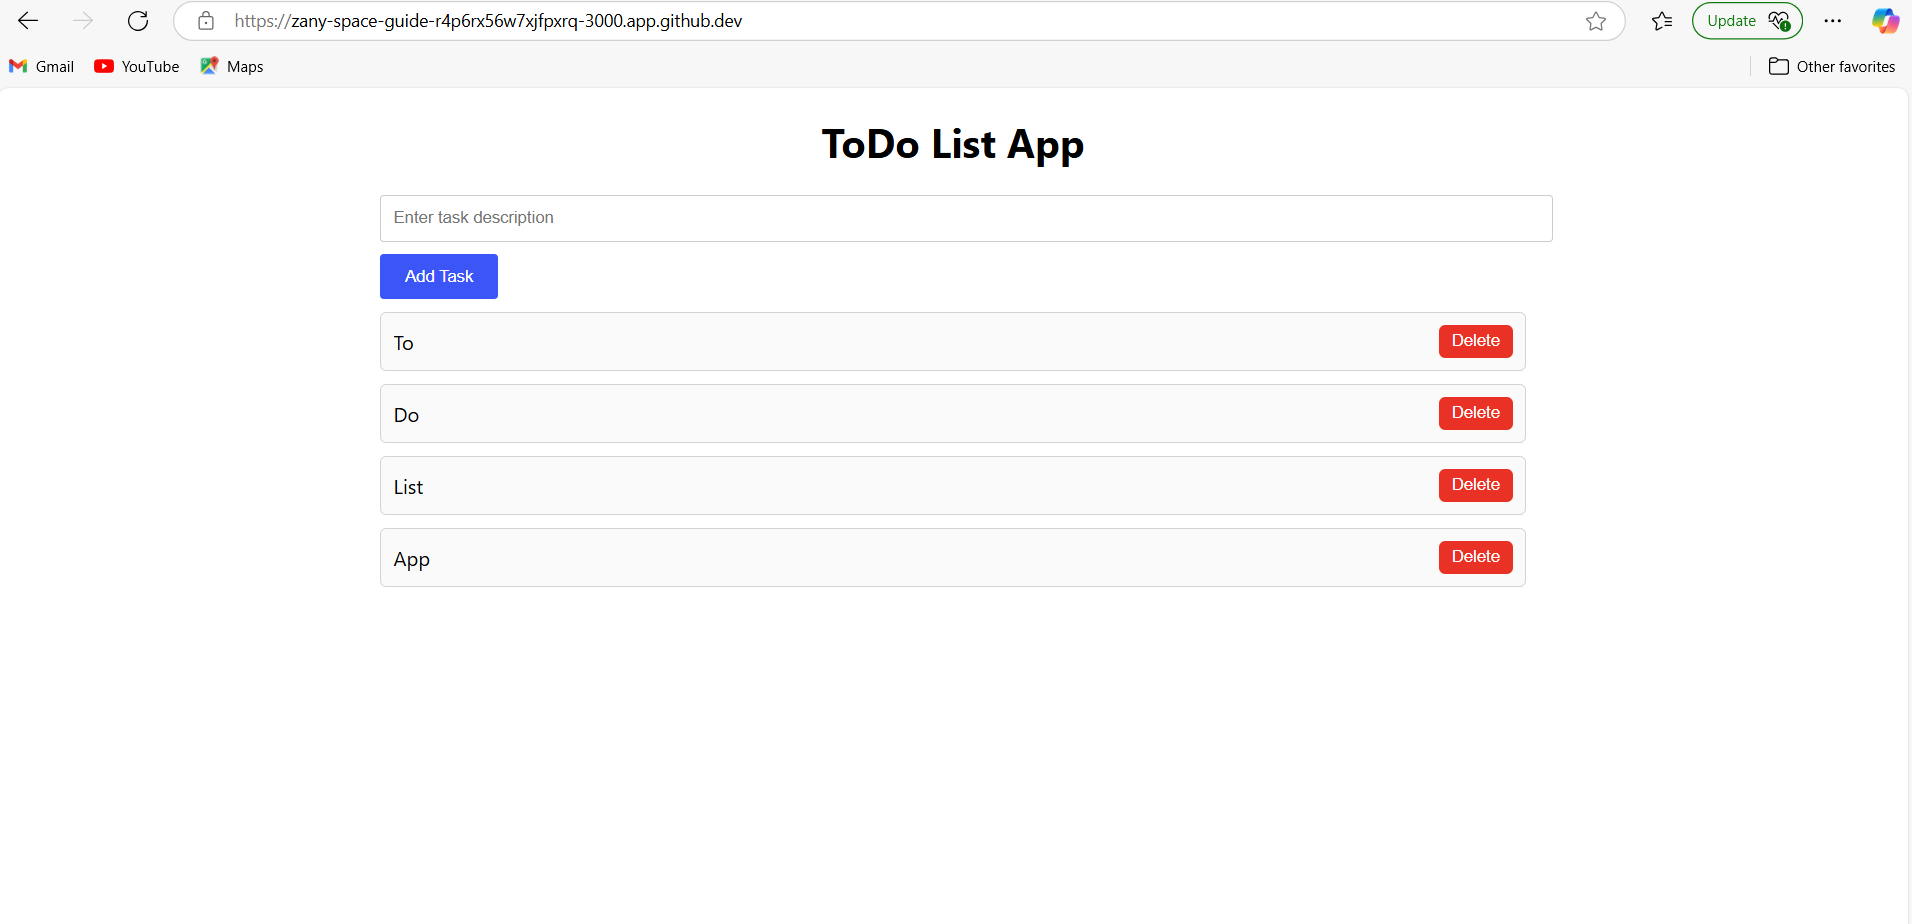 https://zany-space-guide-r4p6rx56w7xjfpxrq-3000.app.github.dev
Update
Gmail YouTube Maps Other favorites
ToDo List App
Enter task description
Add Task
To Delete
Do Delete
List Delete
App Delete